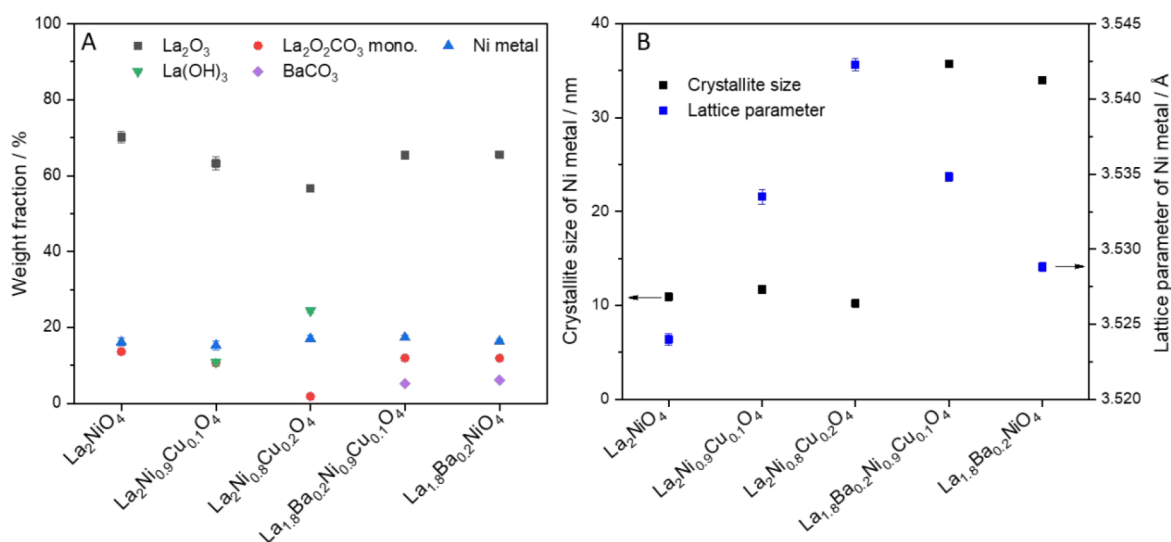 A
La₂O₃
La₂O₂CO₃ mono.
Ni metal
La(OH)₃
BaCO₃
Weight fraction / %
100
80
60
40
20
0
La₂NiO₄
La₂Ni₀.₉Cu₀.₁O₄
La₂Ni₀.₈Cu₀.₂O₄
La₁.₈Ba₀.₂Ni₀.₉Cu₀.₁O₄
La₁.₈Ba₀.₂NiO₄
B
Crystallite size
Lattice parameter
Crystallite size of Ni metal / nm
40
30
20
10
0
3.545
3.540
3.535
3.530
3.525
3.520
Lattice parameter of Ni metal / Å
La₂NiO₄
La₂Ni₀.₉Cu₀.₁O₄
La₂Ni₀.₈Cu₀.₂O₄
La₁.₈Ba₀.₂Ni₀.₉Cu₀.₁O₄
La₁.₈Ba₀.₂NiO₄